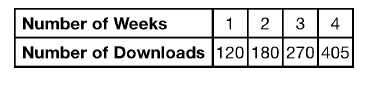 Number of Weeks 1 2 3 4
Number of Downloads 120 180 270 405